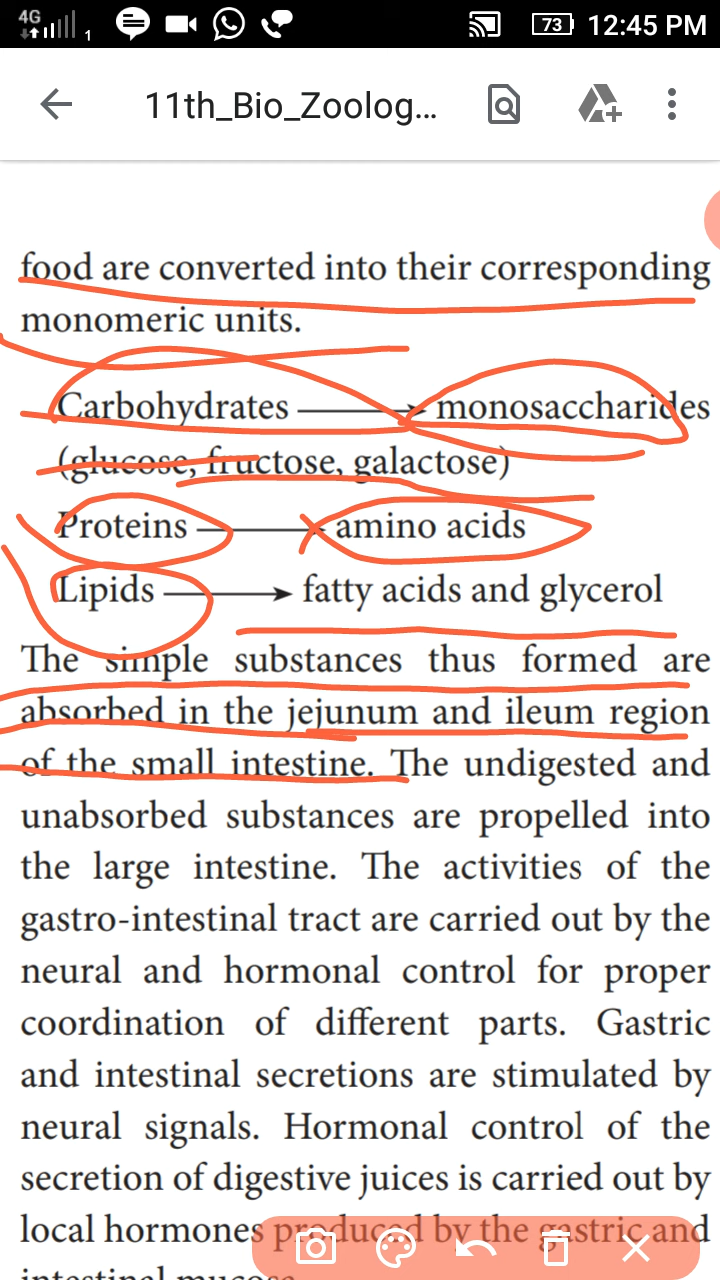 4G
1
73
12:45 PM
11th_Bio_Zoolog...
food are converted into their corresponding
monomeric units.
Carbohydrates → monosaccharides
(glucose, fructose, galactose)
Proteins → amino acids
Lipids → fatty acids and glycerol
The simple substances thus formed are
absorbed in the jejunum and ileum region
of the small intestine. The undigested and
unabsorbed substances are propelled into
the large intestine. The activities of the
gastro-intestinal tract are carried out by the
neural and hormonal control for proper
coordination of different parts. Gastric
and intestinal secretions are stimulated by
neural signals. Hormonal control of the
secretion of digestive juices is carried out by
local hormones produced by the gastric and
intestinal mucosa.